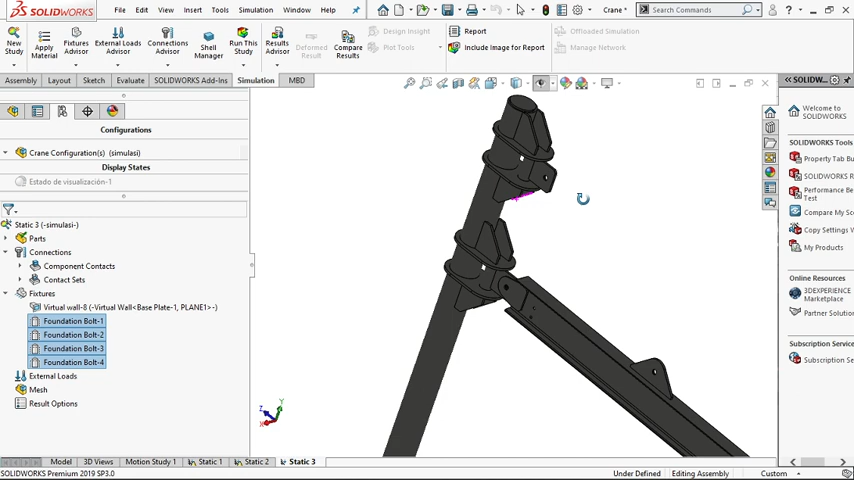 SOLIDWORKS File Edit View Insert Tools Simulation Window Crane * Search Commands
New Study
Apply Material
Fixtures Advisor
External Loads Advisor
Connections Advisor
Shell Manager
Run This Study
Results Advisor
Deformed Result
Compare Results
Design Insight
Plot Tools
Report
Include Image for Report
Offloaded Simulation
Manage Network
Assembly Layout Sketch Evaluate SOLIDWORKS Add-Ins Simulation MBD
Configurations
Crane Configuration(s) (simulasi)
Display States
Estado de visualización-1
Static 3 (-simulasi-)
Parts
Connections
Component Contacts
Contact Sets
Fixtures
Virtual wall-8 (-Virtual Wall<Base Plate-1, PLANE1>-)
Foundation Bolt-1
Foundation Bolt-2
Foundation Bolt-3
Foundation Bolt-4
External Loads
Mesh
Result Options
Y
Z
X
SOLIDW...
Welcome to SOLIDWORKS
SOLIDWORKS Tools
Property Tab Bu
SOLIDWORKS R
Performance Be
Test
Compare My Sc
Copy Settings V
My Products
Online Resources
3DEXPERIENCE
Marketplace
Partner Solution
Subscription Service
Subscription Se
Model 3D Views Motion Study 1 Static 1 Static 2 Static 3
SOLIDWORKS Premium 2019 SP3.0 Under Defined Editing Assembly Custom